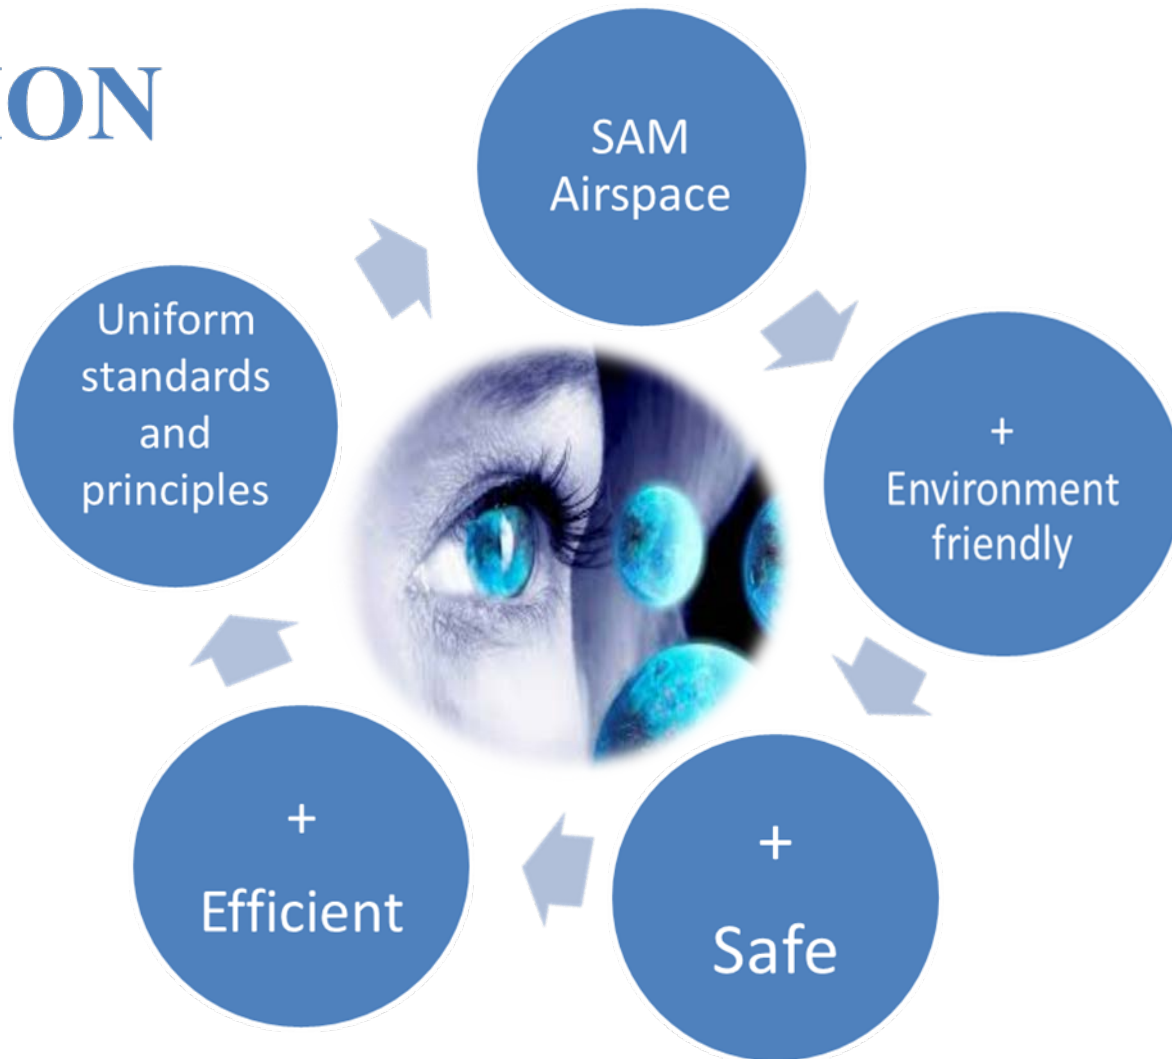 ION
SAM
Airspace
+
Environment
friendly
+
Safe
+
Efficient
Uniform
standards
and
principles